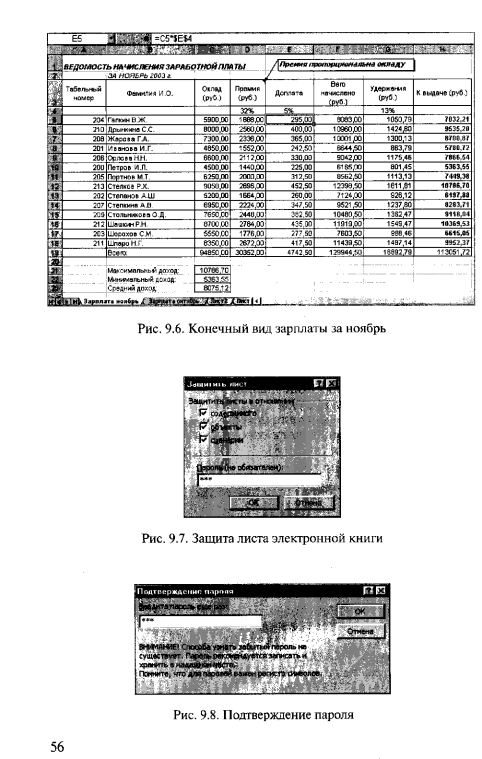 E5 =C5*$E$4
A B C D E F G H
ВЕДОМОСТЬ НАЧИСЛЕНИЯ ЗАРАБОТНОЙ ПЛАТЫ
Премия пропорциональна окладу
ЗА НОЯБРЬ 2003 г.
Табельный номер Фамилия И.О. Оклад (руб.) Премия (руб.) Доплата Всего начислено (руб.) Удержания (руб.) К выдаче (руб.)
32% 5% 13%
204 Галкин В.Ж. 5900,00 1888,00 295,00 8083,00 1050,79 7032,21
210 Дрынкина С.С. 8000,00 2560,00 400,00 10960,00 1424,80 9535,20
208 Жарова Г.А. 7300,00 2336,00 365,00 10001,00 1300,13 8700,87
201 Иванова И.Г. 4850,00 1552,00 242,50 6644,50 863,79 5780,72
206 Орлова Н.Н. 6600,00 2112,00 330,00 9042,00 1175,46 7866,54
200 Петров И.Л. 4500,00 1440,00 225,00 6165,00 801,45 5363,55
205 Портнов М.Т. 6250,00 2000,00 312,50 8562,50 1113,13 7449,38
213 Стелков Р.Х. 9050,00 2896,00 452,50 12398,50 1611,81 10786,70
202 Степанов А.Ш 5200,00 1664,00 260,00 7124,00 926,12 6197,88
207 Степкина А.В. 6950,00 2224,00 347,50 9521,50 1237,80 8283,71
209 Стольникова О.Д. 7650,00 2448,00 382,50 10480,50 1362,47 9118,04
212 Шашкин Р.Н. 8700,00 2784,00 435,00 11919,00 1549,47 10369,53
203 Шорохов С.М. 5550,00 1776,00 277,50 7603,50 988,46 6615,05
211 Шпаро Н.Г. 8350,00 2672,00 417,50 11439,50 1487,14 9952,37
Всего: 94850,00 30352,00 4742,50 129944,50 16892,79 113051,72
Максимальный доход: 10786,70
Минимальный доход: 5363,55
Средний доход: 8075,12
Зарплата ноябрь / Зарплата октябрь / Лист2 / Лист
Рис. 9.6. Конечный вид зарплаты за ноябрь
Защитить лист
Защитить листы в отношении
содержимого
объекты
сценарии
Пароль (не обязателен):
***
ОК Отмена
Рис. 9.7. Защита листа электронной книги
Подтверждение пароля
Введите пароль еще раз:
***
ОК
Отмена
ВНИМАНИЕ! Способа узнать забытый пароль не
существует. Пароль рекомендуется записать и
хранить в надежном месте.
Помните, что для паролей важен регистр символов.
Рис. 9.8. Подтверждение пароля
56